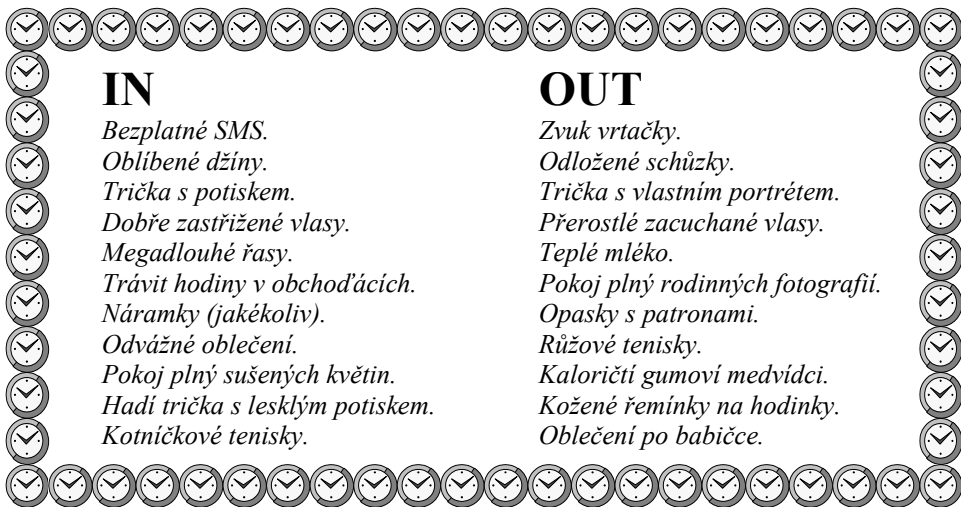 IN
Bezplatné SMS.
Oblíbené džíny.
Trička s potiskem.
Dobře zastřižené vlasy.
Megadlouhé řasy.
Trávit hodiny v obchoďácích.
Náramky (jakékoliv).
Odvážné oblečení.
Pokoj plný sušených květin.
Hadí trička s lesklým potiskem.
Kotníčkové tenisky.
OUT
Zvuk vrtačky.
Odložené schůzky.
Trička s vlastním portrétem.
Přerostlé zacuchané vlasy.
Teplé mléko.
Pokoj plný rodinných fotografií.
Opasky s patronami.
Růžové tenisky.
Kaloričtí gumoví medvídci.
Kožené řemínky na hodinky.
Oblečení po babičce.